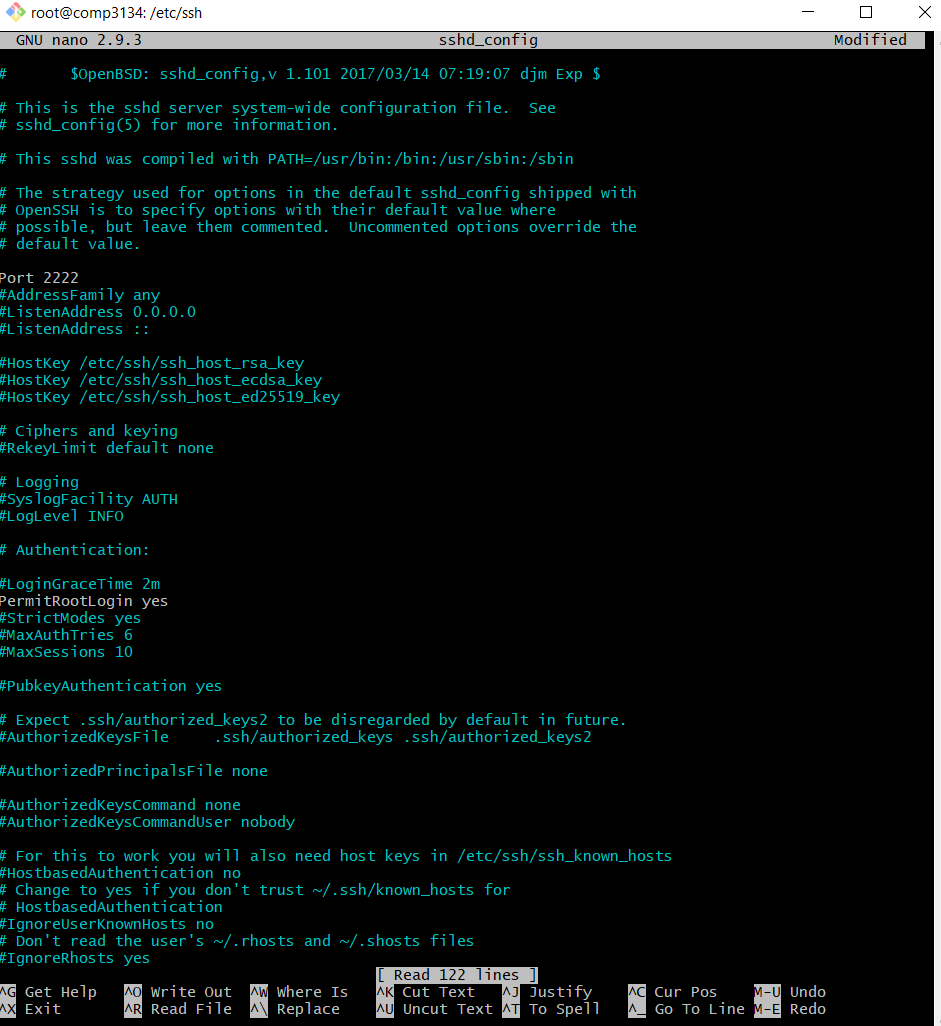 root@comp3134: /etc/ssh
GNU nano 2.9.3 sshd_config Modified
# $OpenBSD: sshd_config,v 1.101 2017/03/14 07:19:07 djm Exp $
# This is the sshd server system-wide configuration file.  See
# sshd_config(5) for more information.
# This sshd was compiled with PATH=/usr/bin:/bin:/usr/sbin:/sbin
# The strategy used for options in the default sshd_config shipped with
# OpenSSH is to specify options with their default value where
# possible, but leave them commented.  Uncommented options override the
# default value.
Port 2222
#AddressFamily any
#ListenAddress 0.0.0.0
#ListenAddress ::
#HostKey /etc/ssh/ssh_host_rsa_key
#HostKey /etc/ssh/ssh_host_ecdsa_key
#HostKey /etc/ssh/ssh_host_ed25519_key
# Ciphers and keying
#RekeyLimit default none
# Logging
#SyslogFacility AUTH
#LogLevel INFO
# Authentication:
#LoginGraceTime 2m
PermitRootLogin yes
#StrictModes yes
#MaxAuthTries 6
#MaxSessions 10
#PubkeyAuthentication yes
# Expect .ssh/authorized_keys2 to be disregarded by default in future.
#AuthorizedKeysFile .ssh/authorized_keys .ssh/authorized_keys2
#AuthorizedPrincipalsFile none
#AuthorizedKeysCommand none
#AuthorizedKeysCommandUser nobody
# For this to work you will also need host keys in /etc/ssh/ssh_known_hosts
#HostbasedAuthentication no
# Change to yes if you don't trust ~/.ssh/known_hosts for
# HostbasedAuthentication
#IgnoreUserKnownHosts no
# Don't read the user's ~/.rhosts and ~/.shosts files
#IgnoreRhosts yes
[ Read 122 lines ]
^G Get Help ^O Write Out ^W Where Is ^K Cut Text ^J Justify ^C Cur Pos M-U Undo
^X Exit ^R Read File ^\ Replace ^U Uncut Text ^T To Spell ^_ Go To Line M-E Redo